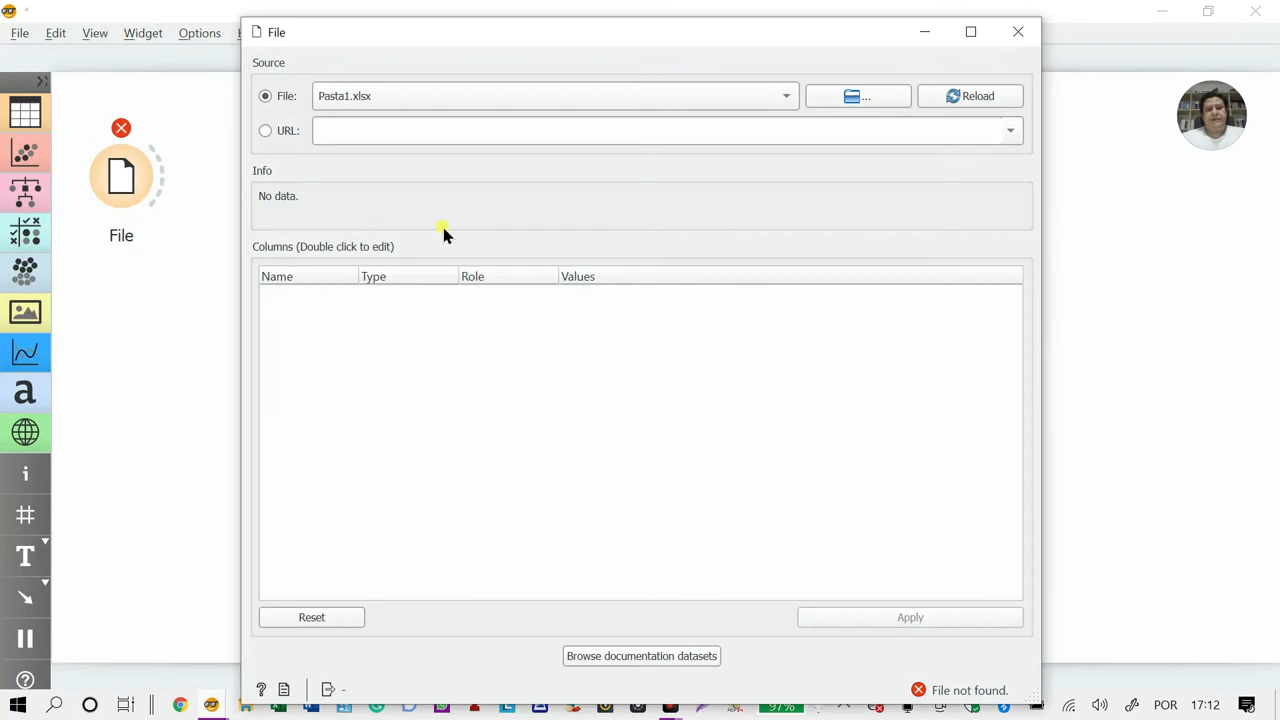 File
File Edit View Widget Options
Source
File: Pasta1.xlsx ... Reload
URL:
Info
No data.
File
Columns (Double click to edit)
Name Type Role Values
a
i
#
T
Reset Apply
Browse documentation datasets
? -
File not found.
?
97% POR 17:12